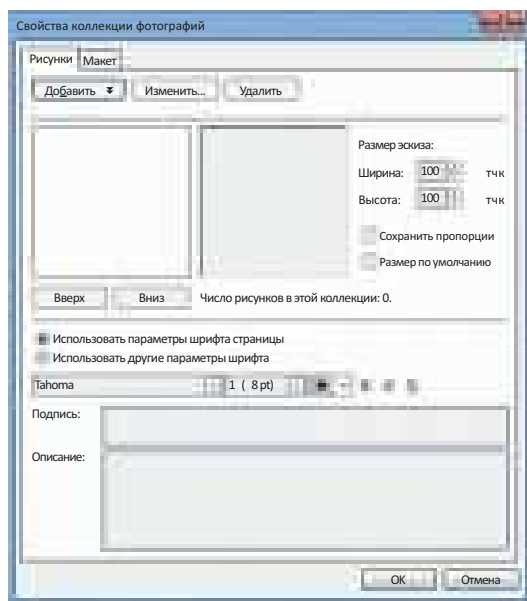 Свойства коллекции фотографий
Рисунки Макет
Добавить Изменить... Удалить
Размер эскиза:
Ширина: 100 тчк
Высота: 100 тчк
Сохранить пропорции
Размер по умолчанию
Вверх Вниз Число рисунков в этой коллекции: 0.
Использовать параметры шрифта страницы
Использовать другие параметры шрифта
Tahoma 1 ( 8 pt)
Подпись:
Описание:
OK Отмена